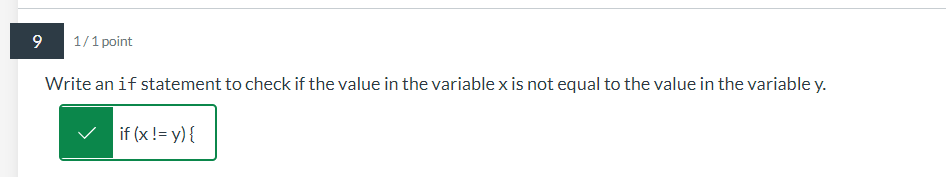 9 1 / 1 point
Write an if statement to check if the value in the variable x is not equal to the value in the variable y.
if (x != y) {